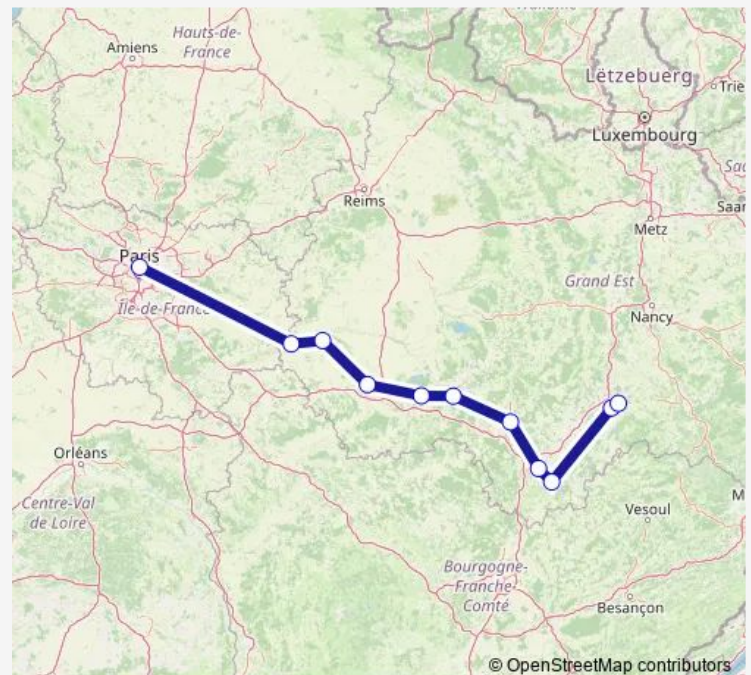 Hauts-de-
France
Amiens
Lëtzebuerg
Trie
Luxembourg
Reims
Saar
Metz
Paris
Île-de-France
Grand Est
Nancy
Orléans
Centre-Val
de Loire
Vesoul
M
Bourgogne-
Franche-
Comté
Besançon
© OpenStreetMap contributors